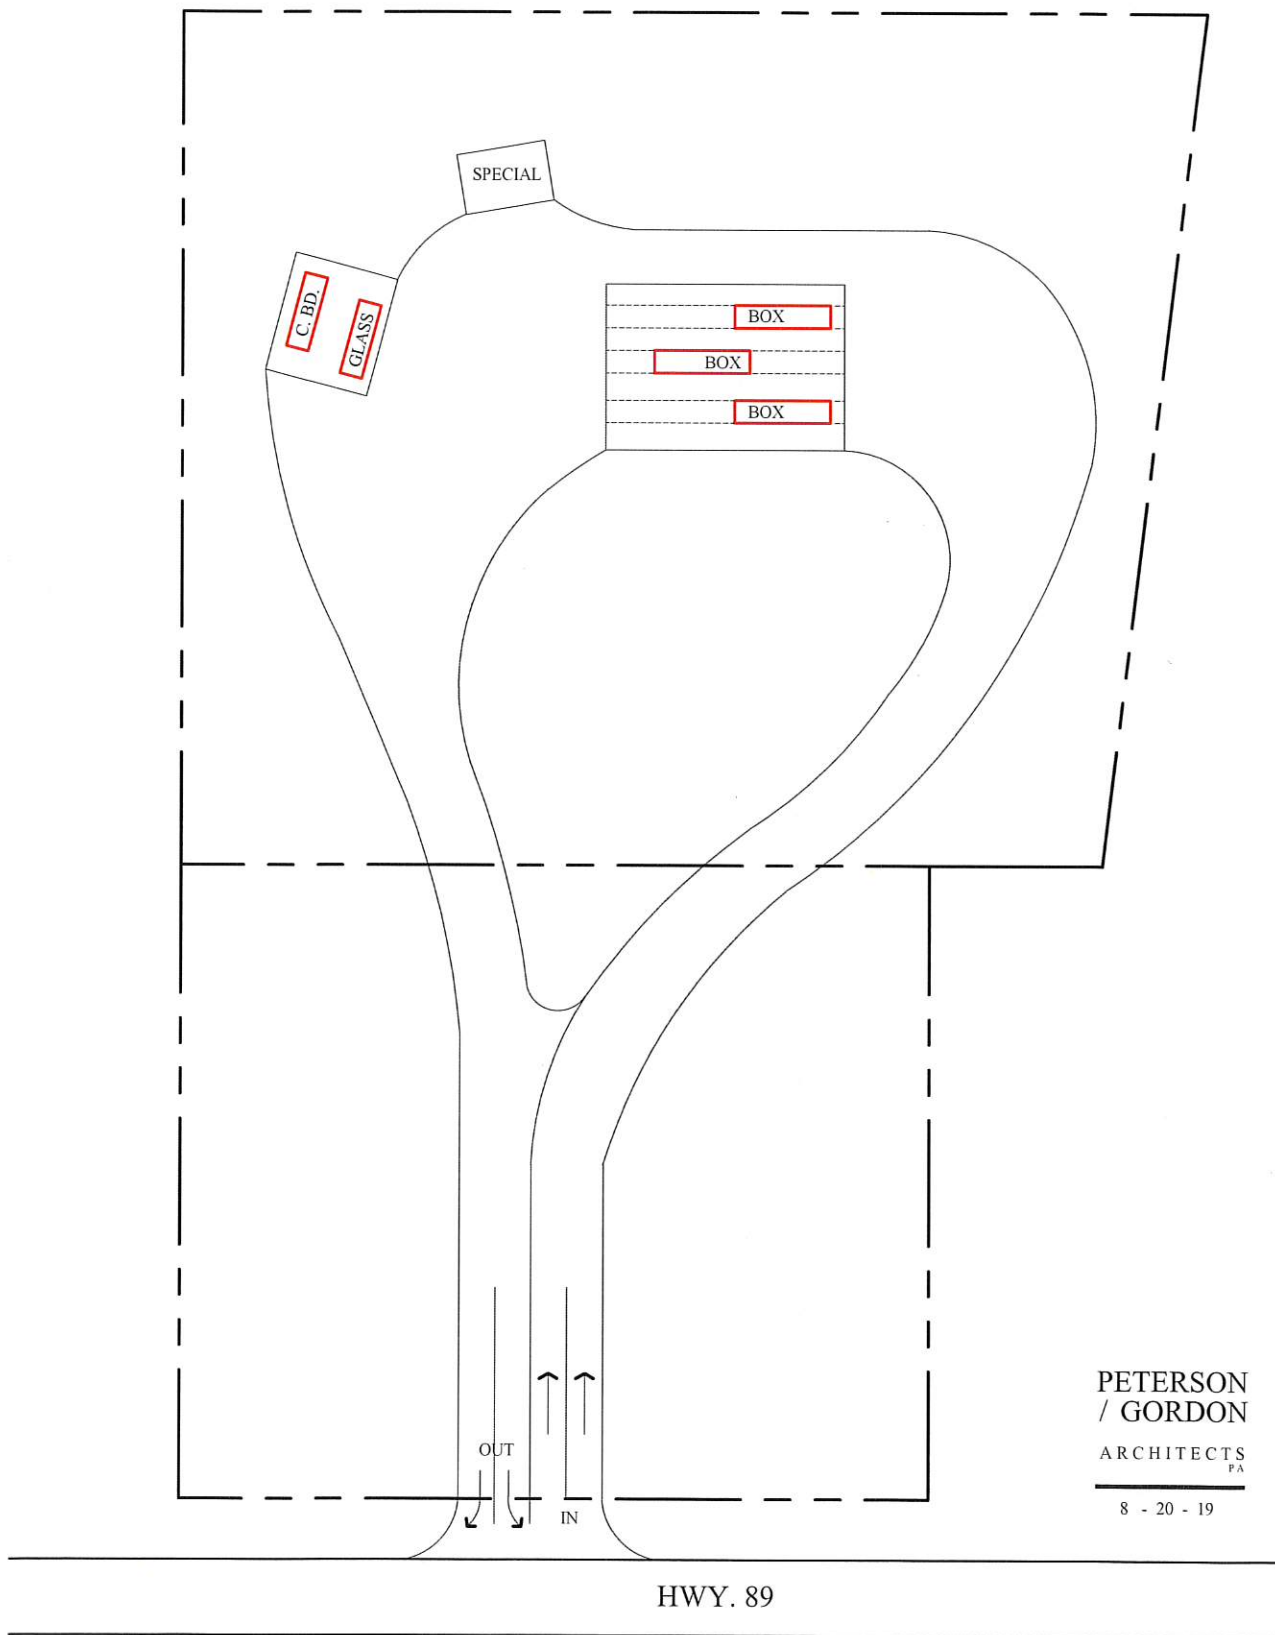 SPECIAL
C. BD.
GLASS
BOX
BOX
BOX
OUT
IN
PETERSON
/ GORDON
ARCHITECTS
PA
8 - 20 - 19
HWY. 89